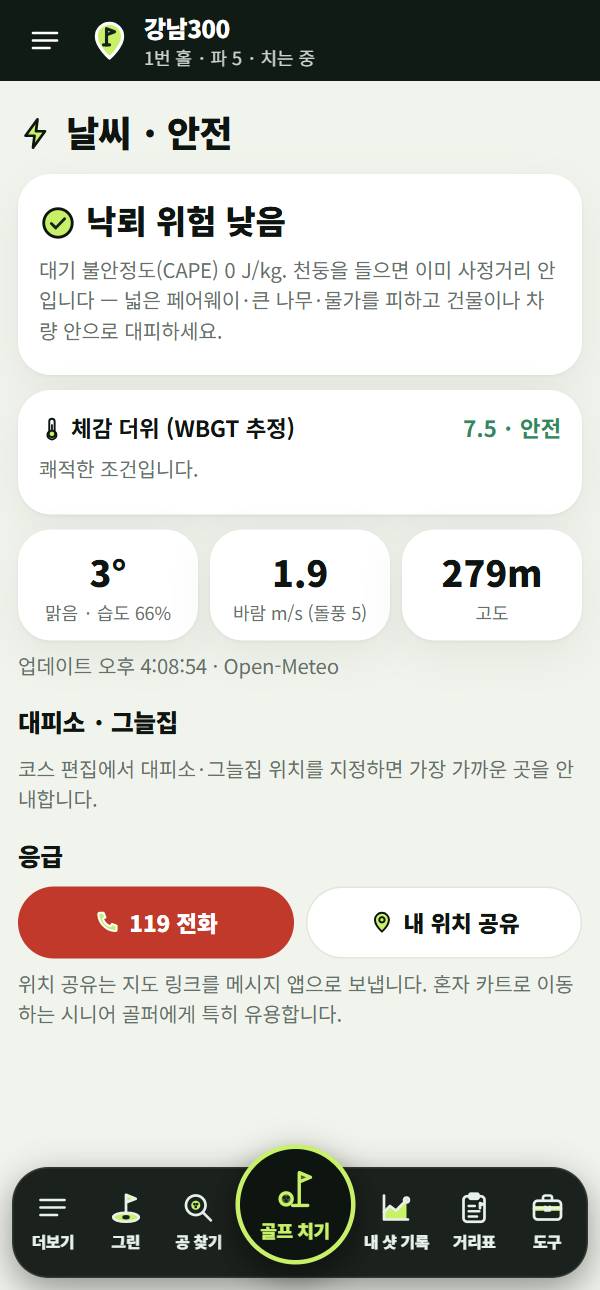 강남300
1번 홀 · 파 5 · 치는 중
날씨 · 안전
낙뢰 위험 낮음
대기 불안정도(CAPE) 0 J/kg. 천둥을 들으면 이미 사정거리 안
입니다 — 넓은 페어웨이·큰 나무·물가를 피하고 건물이나 차
량 안으로 대피하세요.
체감 더위 (WBGT 추정)
7.5 · 안전
쾌적한 조건입니다.
3°
맑음 · 습도 66%
1.9
바람 m/s (돌풍 5)
279m
고도
업데이트 오후 4:08:54 · Open-Meteo
대피소 · 그늘집
코스 편집에서 대피소·그늘집 위치를 지정하면 가장 가까운 곳을 안
내합니다.
응급
119 전화
내 위치 공유
위치 공유는 지도 링크를 메시지 앱으로 보냅니다. 혼자 카트로 이동
하는 시니어 골퍼에게 특히 유용합니다.
더보기
그린
공 찾기
골프 치기
내 샷 기록
거리표
도구